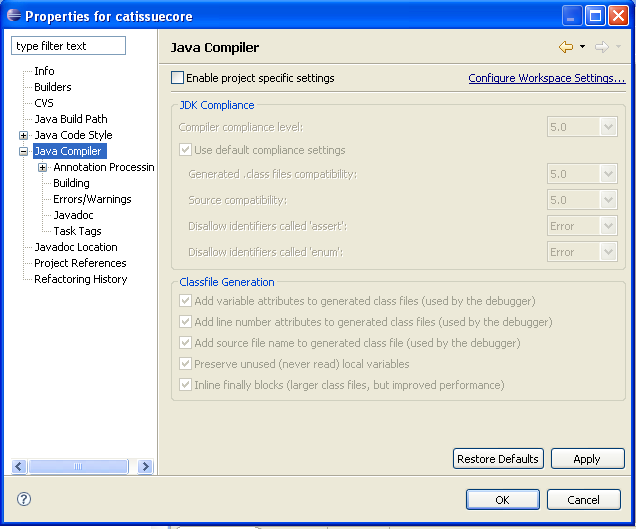 Properties for catissuecore
type filter text
Info
Builders
CVS
Java Build Path
Java Code Style
Java Compiler
Annotation Processin
Building
Errors/Warnings
Javadoc
Task Tags
Javadoc Location
Project References
Refactoring History
Java Compiler
Enable project specific settings
Configure Workspace Settings...
JDK Compliance
Compiler compliance level: 5.0
Use default compliance settings
Generated .class files compatibility: 5.0
Source compatibility: 5.0
Disallow identifiers called 'assert': Error
Disallow identifiers called 'enum': Error
Classfile Generation
Add variable attributes to generated class files (used by the debugger)
Add line number attributes to generated class files (used by the debugger)
Add source file name to generated class file (used by the debugger)
Preserve unused (never read) local variables
Inline finally blocks (larger class files, but improved performance)
Restore Defaults Apply
? OK Cancel